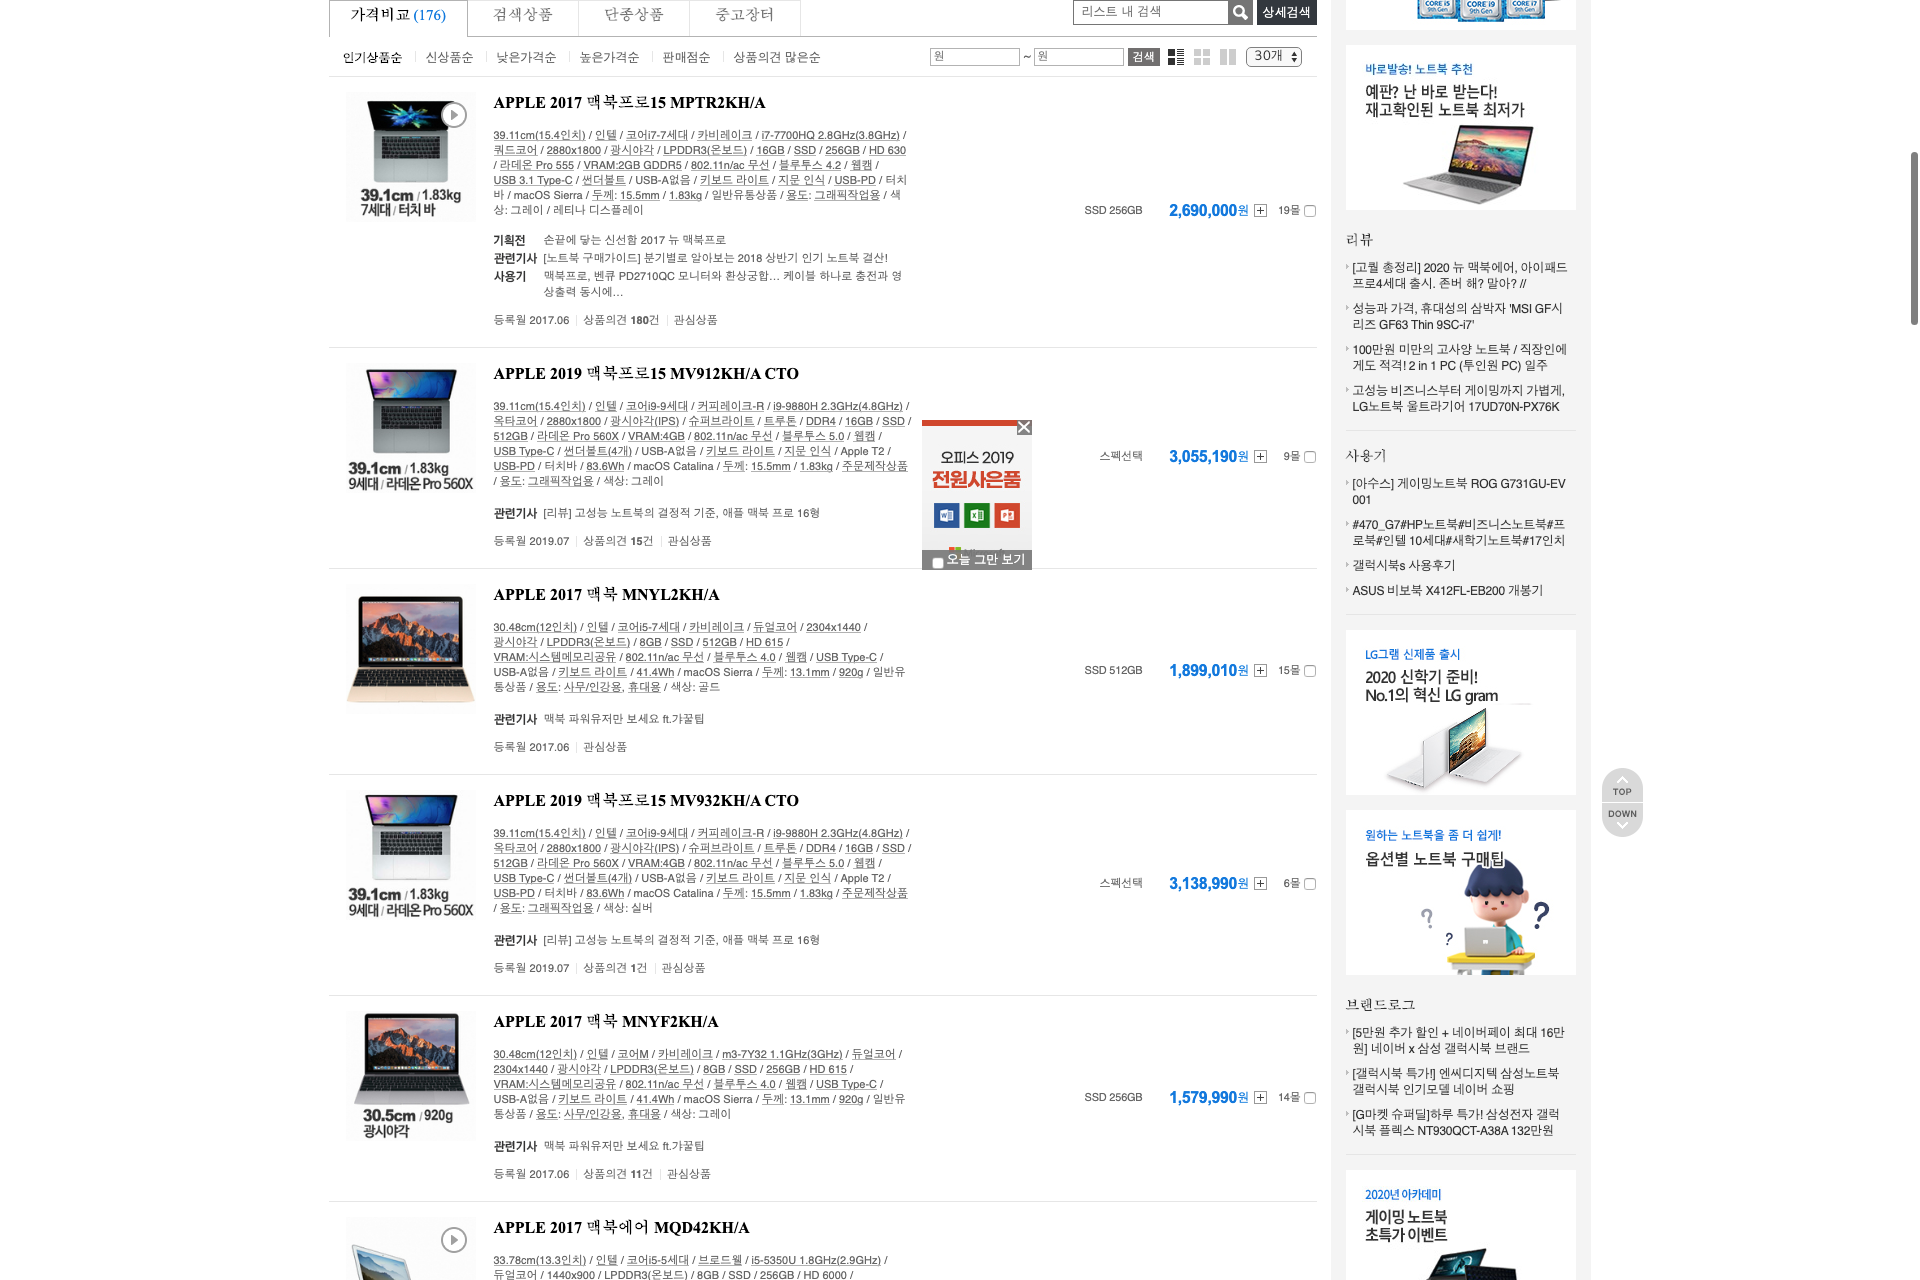 가격비교 (176)
검색상품
단종상품
중고장터
리스트 내 검색
상세검색
인기상품순
신상품순
낮은가격순
높은가격순
판매점순
상품의견 많은순
원 ~ 원 검색
30개
APPLE 2017 맥북프로15 MPTR2KH/A
39.1cm / 1.83kg
7세대 / 터치 바
39.11cm(15.4인치) / 인텔 / 코어i7-7세대 / 카비레이크 / i7-7700HQ 2.8GHz(3.8GHz) /
쿼드코어 / 2880x1800 / 광시야각 / LPDDR3(온보드) / 16GB / SSD / 256GB / HD 630
/ 라데온 Pro 555 / VRAM:2GB GDDR5 / 802.11n/ac 무선 / 블루투스 4.2 / 웹캠 /
USB 3.1 Type-C / 썬더볼트 / USB-A없음 / 키보드 라이트 / 지문 인식 / USB-PD / 터치
바 / macOS Sierra / 두께: 15.5mm / 1.83kg / 일반유통상품 / 용도: 그래픽작업용 / 색
상: 그레이 / 레티나 디스플레이
SSD 256GB 2,690,000원 19몰
기획전 손끝에 닿는 신선함 2017 뉴 맥북프로
관련기사 [노트북 구매가이드] 분기별로 알아보는 2018 상반기 인기 노트북 결산!
사용기 맥북프로, 벤큐 PD2710QC 모니터와 환상궁합… 케이블 하나로 충전과 영
상출력 동시에…
등록월 2017.06 상품의견 180건 관심상품
APPLE 2019 맥북프로15 MV912KH/A CTO
39.1cm / 1.83kg
9세대 / 라데온 Pro 560X
39.11cm(15.4인치) / 인텔 / 코어i9-9세대 / 커피레이크-R / i9-9880H 2.3GHz(4.8GHz) /
옥타코어 / 2880x1800 / 광시야각(IPS) / 슈퍼브라이트 / 트루톤 / DDR4 / 16GB / SSD /
512GB / 라데온 Pro 560X / VRAM:4GB / 802.11n/ac 무선 / 블루투스 5.0 / 웹캠 /
USB Type-C / 썬더볼트(4개) / USB-A없음 / 키보드 라이트 / 지문 인식 / Apple T2 /
USB-PD / 터치바 / 83.6Wh / macOS Catalina / 두께: 15.5mm / 1.83kg / 주문제작상품
/ 용도: 그래픽작업용 / 색상: 그레이
스펙선택 3,055,190원 9몰
관련기사 [리뷰] 고성능 노트북의 결정적 기준, 애플 맥북 프로 16형
등록월 2019.07 상품의견 15건 관심상품
오피스 2019
전원사은품
오늘 그만 보기
APPLE 2017 맥북 MNYL2KH/A
30.48cm(12인치) / 인텔 / 코어i5-7세대 / 카비레이크 / 듀얼코어 / 2304x1440 /
광시야각 / LPDDR3(온보드) / 8GB / SSD / 512GB / HD 615 /
VRAM:시스템메모리공유 / 802.11n/ac 무선 / 블루투스 4.0 / 웹캠 / USB Type-C /
USB-A없음 / 키보드 라이트 / 41.4Wh / macOS Sierra / 두께: 13.1mm / 920g / 일반유
통상품 / 용도: 사무/인강용, 휴대용 / 색상: 골드
SSD 512GB 1,899,010원 15몰
관련기사 맥북 파워유저만 보세요 ft.가꿀팁
등록월 2017.06 관심상품
APPLE 2019 맥북프로15 MV932KH/A CTO
39.1cm / 1.83kg
9세대 / 라데온 Pro 560X
39.11cm(15.4인치) / 인텔 / 코어i9-9세대 / 커피레이크-R / i9-9880H 2.3GHz(4.8GHz) /
옥타코어 / 2880x1800 / 광시야각(IPS) / 슈퍼브라이트 / 트루톤 / DDR4 / 16GB / SSD /
512GB / 라데온 Pro 560X / VRAM:4GB / 802.11n/ac 무선 / 블루투스 5.0 / 웹캠 /
USB Type-C / 썬더볼트(4개) / USB-A없음 / 키보드 라이트 / 지문 인식 / Apple T2 /
USB-PD / 터치바 / 83.6Wh / macOS Catalina / 두께: 15.5mm / 1.83kg / 주문제작상품
/ 용도: 그래픽작업용 / 색상: 실버
스펙선택 3,138,990원 6몰
관련기사 [리뷰] 고성능 노트북의 결정적 기준, 애플 맥북 프로 16형
등록월 2019.07 상품의견 1건 관심상품
APPLE 2017 맥북 MNYF2KH/A
30.5cm / 920g
광시야각
30.48cm(12인치) / 인텔 / 코어M / 카비레이크 / m3-7Y32 1.1GHz(3GHz) / 듀얼코어 /
2304x1440 / 광시야각 / LPDDR3(온보드) / 8GB / SSD / 256GB / HD 615 /
VRAM:시스템메모리공유 / 802.11n/ac 무선 / 블루투스 4.0 / 웹캠 / USB Type-C /
USB-A없음 / 키보드 라이트 / 41.4Wh / macOS Sierra / 두께: 13.1mm / 920g / 일반유
통상품 / 용도: 사무/인강용, 휴대용 / 색상: 그레이
SSD 256GB 1,579,990원 14몰
관련기사 맥북 파워유저만 보세요 ft.가꿀팁
등록월 2017.06 상품의견 11건 관심상품
APPLE 2017 맥북에어 MQD42KH/A
33.78cm(13.3인치) / 인텔 / 코어i5-5세대 / 브로드웰 / i5-5350U 1.8GHz(2.9GHz) /
듀얼코어 / 1440x900 / LPDDR3(온보드) / 8GB / SSD / 256GB / HD 6000 /
CORE i5 CORE i9 CORE i7
9th Gen 9th Gen 9th Gen
바로발송! 노트북 추천
예판? 난 바로 받는다!
재고확인된 노트북 최저가
리뷰
[고퀄 총정리] 2020 뉴 맥북에어, 아이패드
프로4세대 출시. 존버 해? 말아? //
성능과 가격, 휴대성의 삼박자 'MSI GF시
리즈 GF63 Thin 9SC-i7'
100만원 미만의 고사양 노트북 / 직장인에
게도 적격! 2 in 1 PC (투인원 PC) 일주
고성능 비즈니스부터 게이밍까지 가볍게,
LG노트북 울트라기어 17UD70N-PX76K
사용기
[아수스] 게이밍노트북 ROG G731GU-EV
001
#470_G7#HP노트북#비즈니스노트북#프
로북#인텔 10세대#새학기노트북#17인치
갤럭시북s 사용후기
ASUS 비보북 X412FL-EB200 개봉기
LG그램 신제품 출시
2020 신학기 준비!
No.1의 혁신 LG gram
원하는 노트북을 좀 더 쉽게!
옵션별 노트북 구매팁
브랜드로그
[5만원 추가 할인 + 네이버페이 최대 16만
원] 네이버 x 삼성 갤럭시북 브랜드
[갤럭시북 특가!] 엔씨디지텍 삼성노트북
갤럭시북 인기모델 네이버 쇼핑
[G마켓 슈퍼딜]하루 특가! 삼성전자 갤럭
시북 플렉스 NT930QCT-A38A 132만원
2020년 아카데미
게이밍 노트북
초특가 이벤트
TOP
DOWN